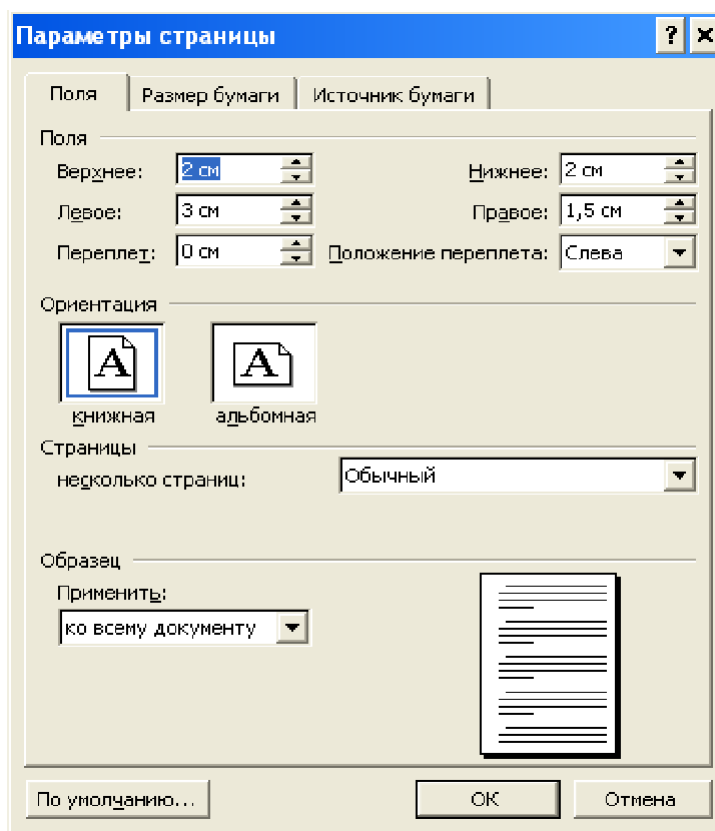 Параметры страницы
Поля Размер бумаги Источник бумаги
Поля
Верхнее: 2 см Нижнее: 2 см
Левое: 3 см Правое: 1,5 см
Переплет: 0 см Положение переплета: Слева
Ориентация
A A
книжная альбомная
Страницы
несколько страниц: Обычный
Образец
Применить:
ко всему документу
По умолчанию... ОК Отмена